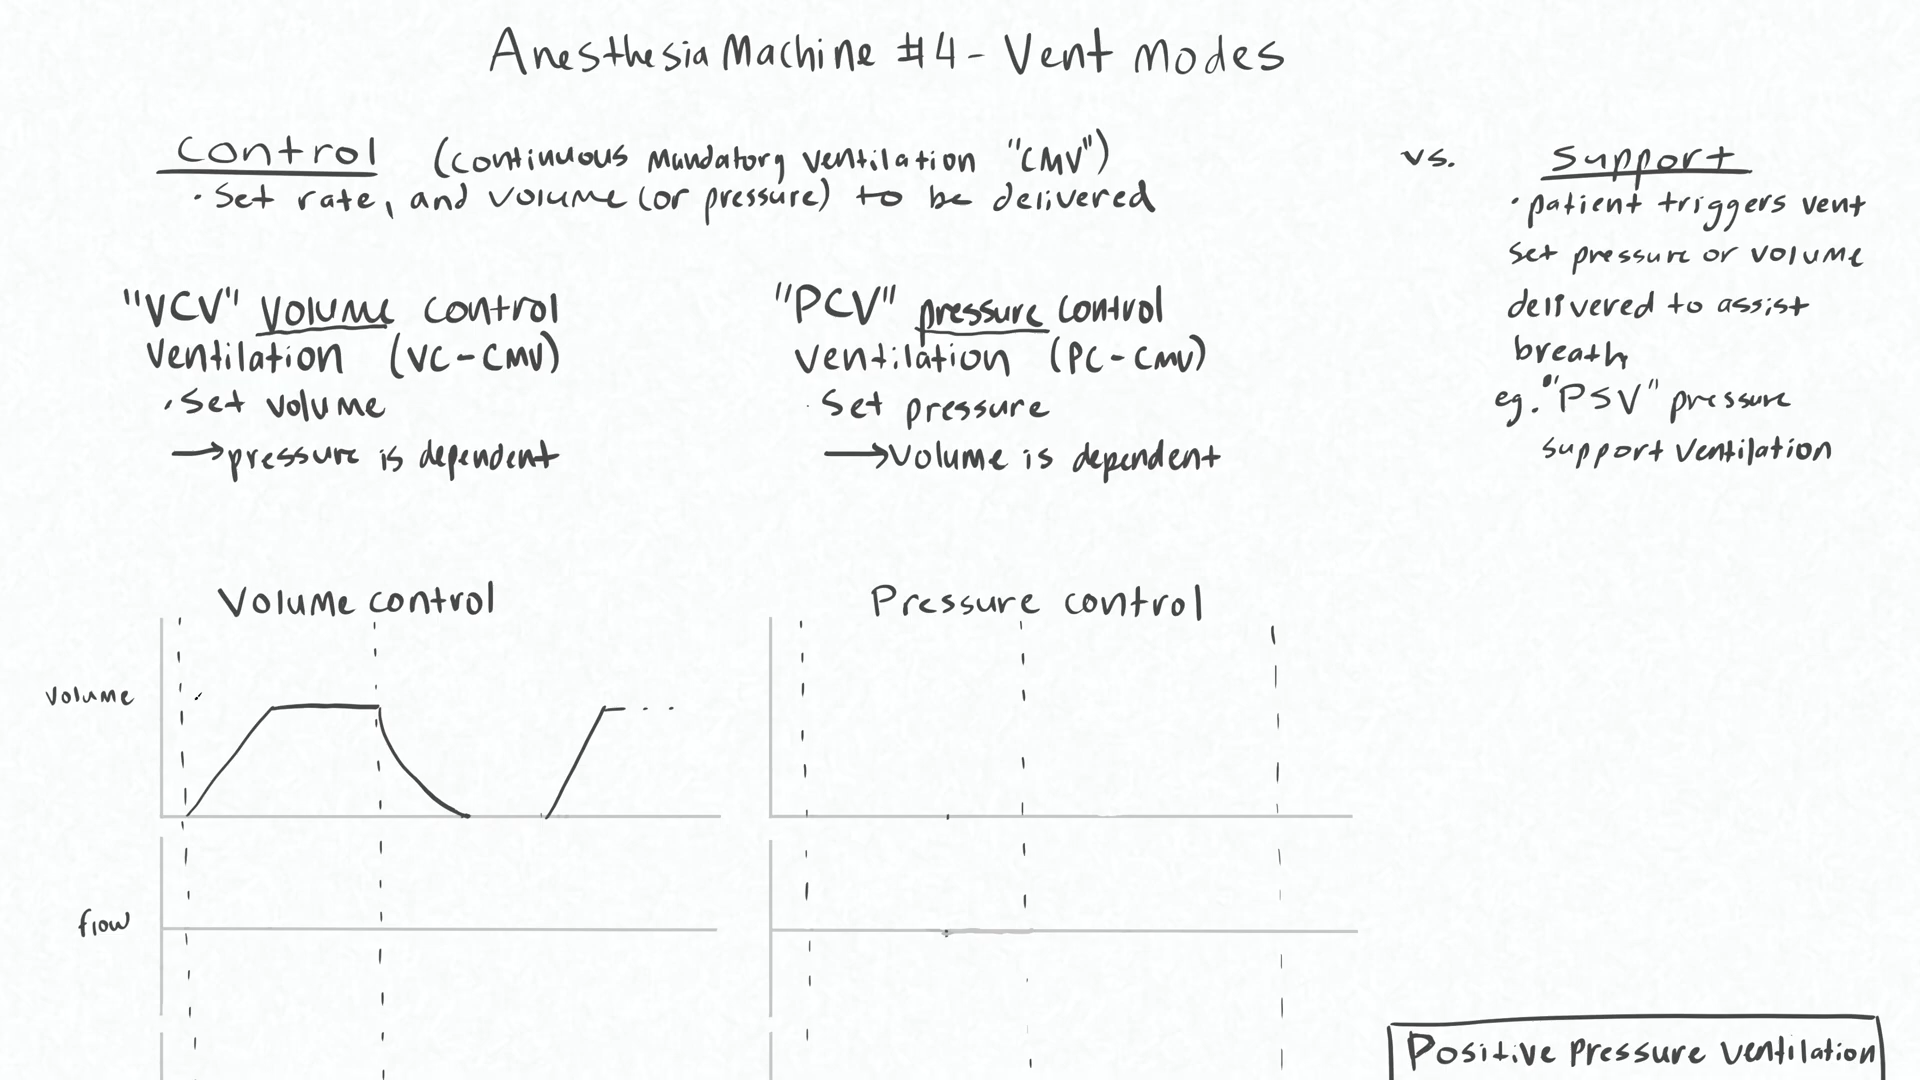 Anesthesia Machine #4 - Vent modes
control (continuous mandatory ventilation "CMV")
· Set rate, and volume (or pressure) to be delivered
vs. Support
· patient triggers vent
set pressure or volume
delivered to assist
breath
eg. "PSV" pressure
support ventilation
"VCV" volume control
ventilation (VC-CMV)
· Set volume
→ pressure is dependent
"PCV" pressure control
ventilation (PC-CMV)
· Set pressure
→ Volume is dependent
Volume control
Pressure control
volume
flow
Positive pressure ventilation